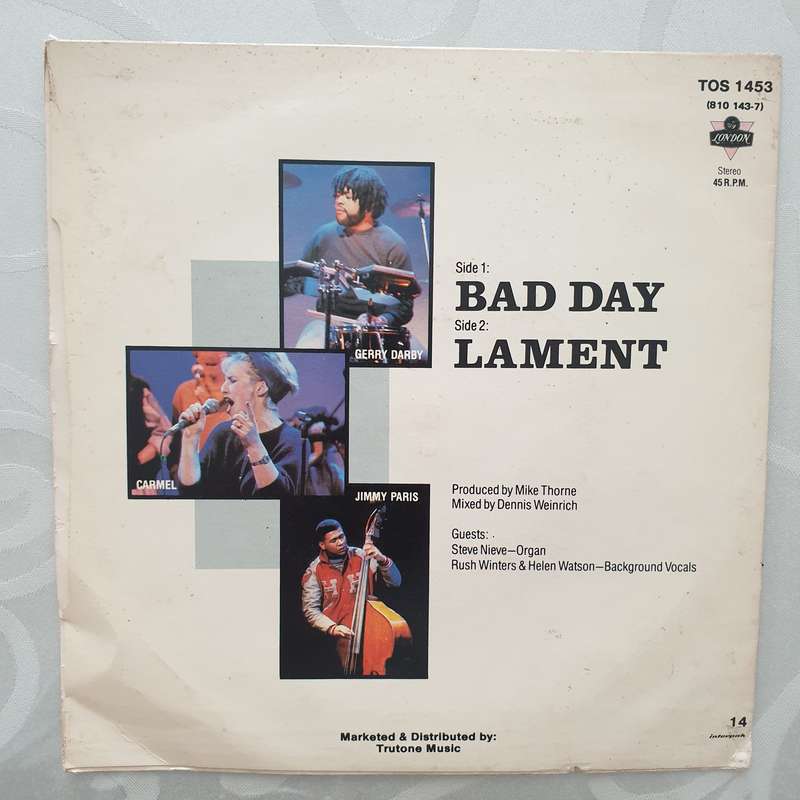 TOS 1453
(810 143-7)
LONDON
Stereo
45 R.P.M.
GERRY DARBY
Side 1:
BAD DAY
Side 2:
LAMENT
CARMEL
JIMMY PARIS
Produced by Mike Thorne
Mixed by Dennis Weinrich
Guests:
Steve Nieve—Organ
Rush Winters & Helen Watson—Background Vocals
14
interpak
Marketed & Distributed by:
Trutone Music